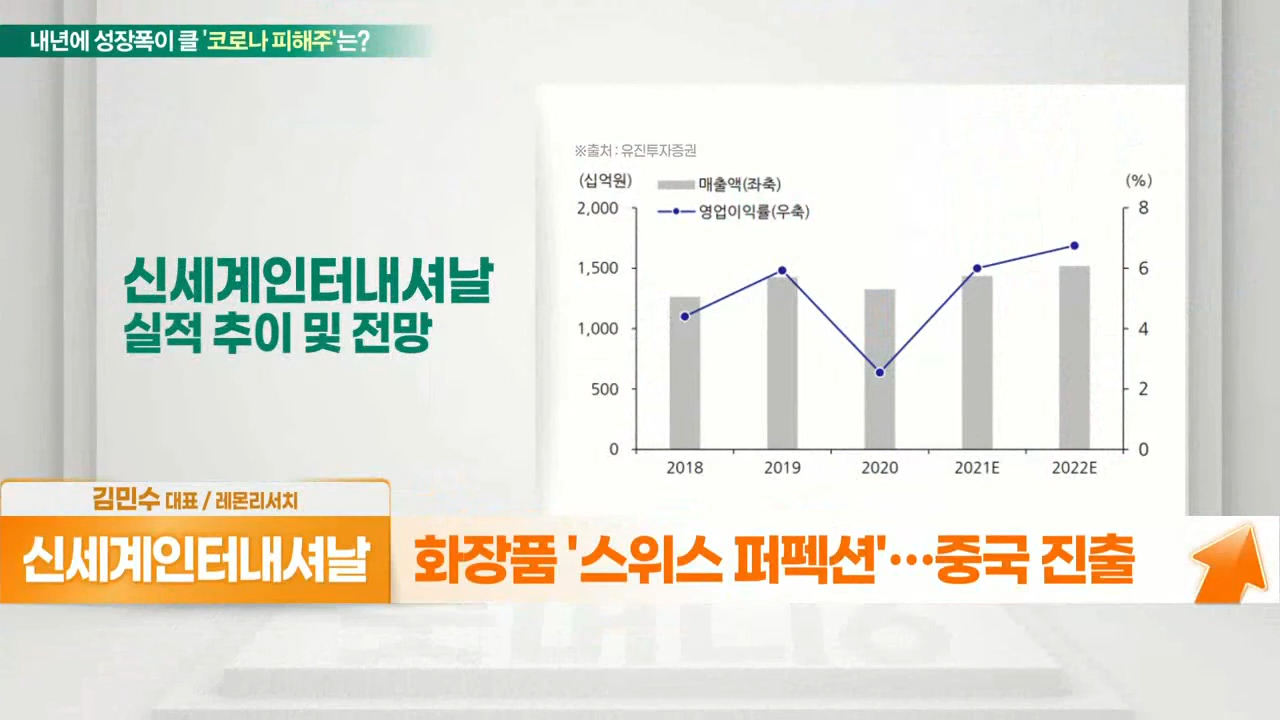 내년에 성장폭이 클 '코로나 피해주'는?
신세계인터내셔날
실적 추이 및 전망
※출처 : 유진투자증권
(십억원)
매출액(좌축)
영업이익률(우축)
(%)
2,000
1,500
1,000
500
0
8
6
4
2
0
2018 2019 2020 2021E 2022E
김민수 대표 / 레몬리서치
신세계인터내셔날
화장품 '스위스 퍼펙션'…중국 진출